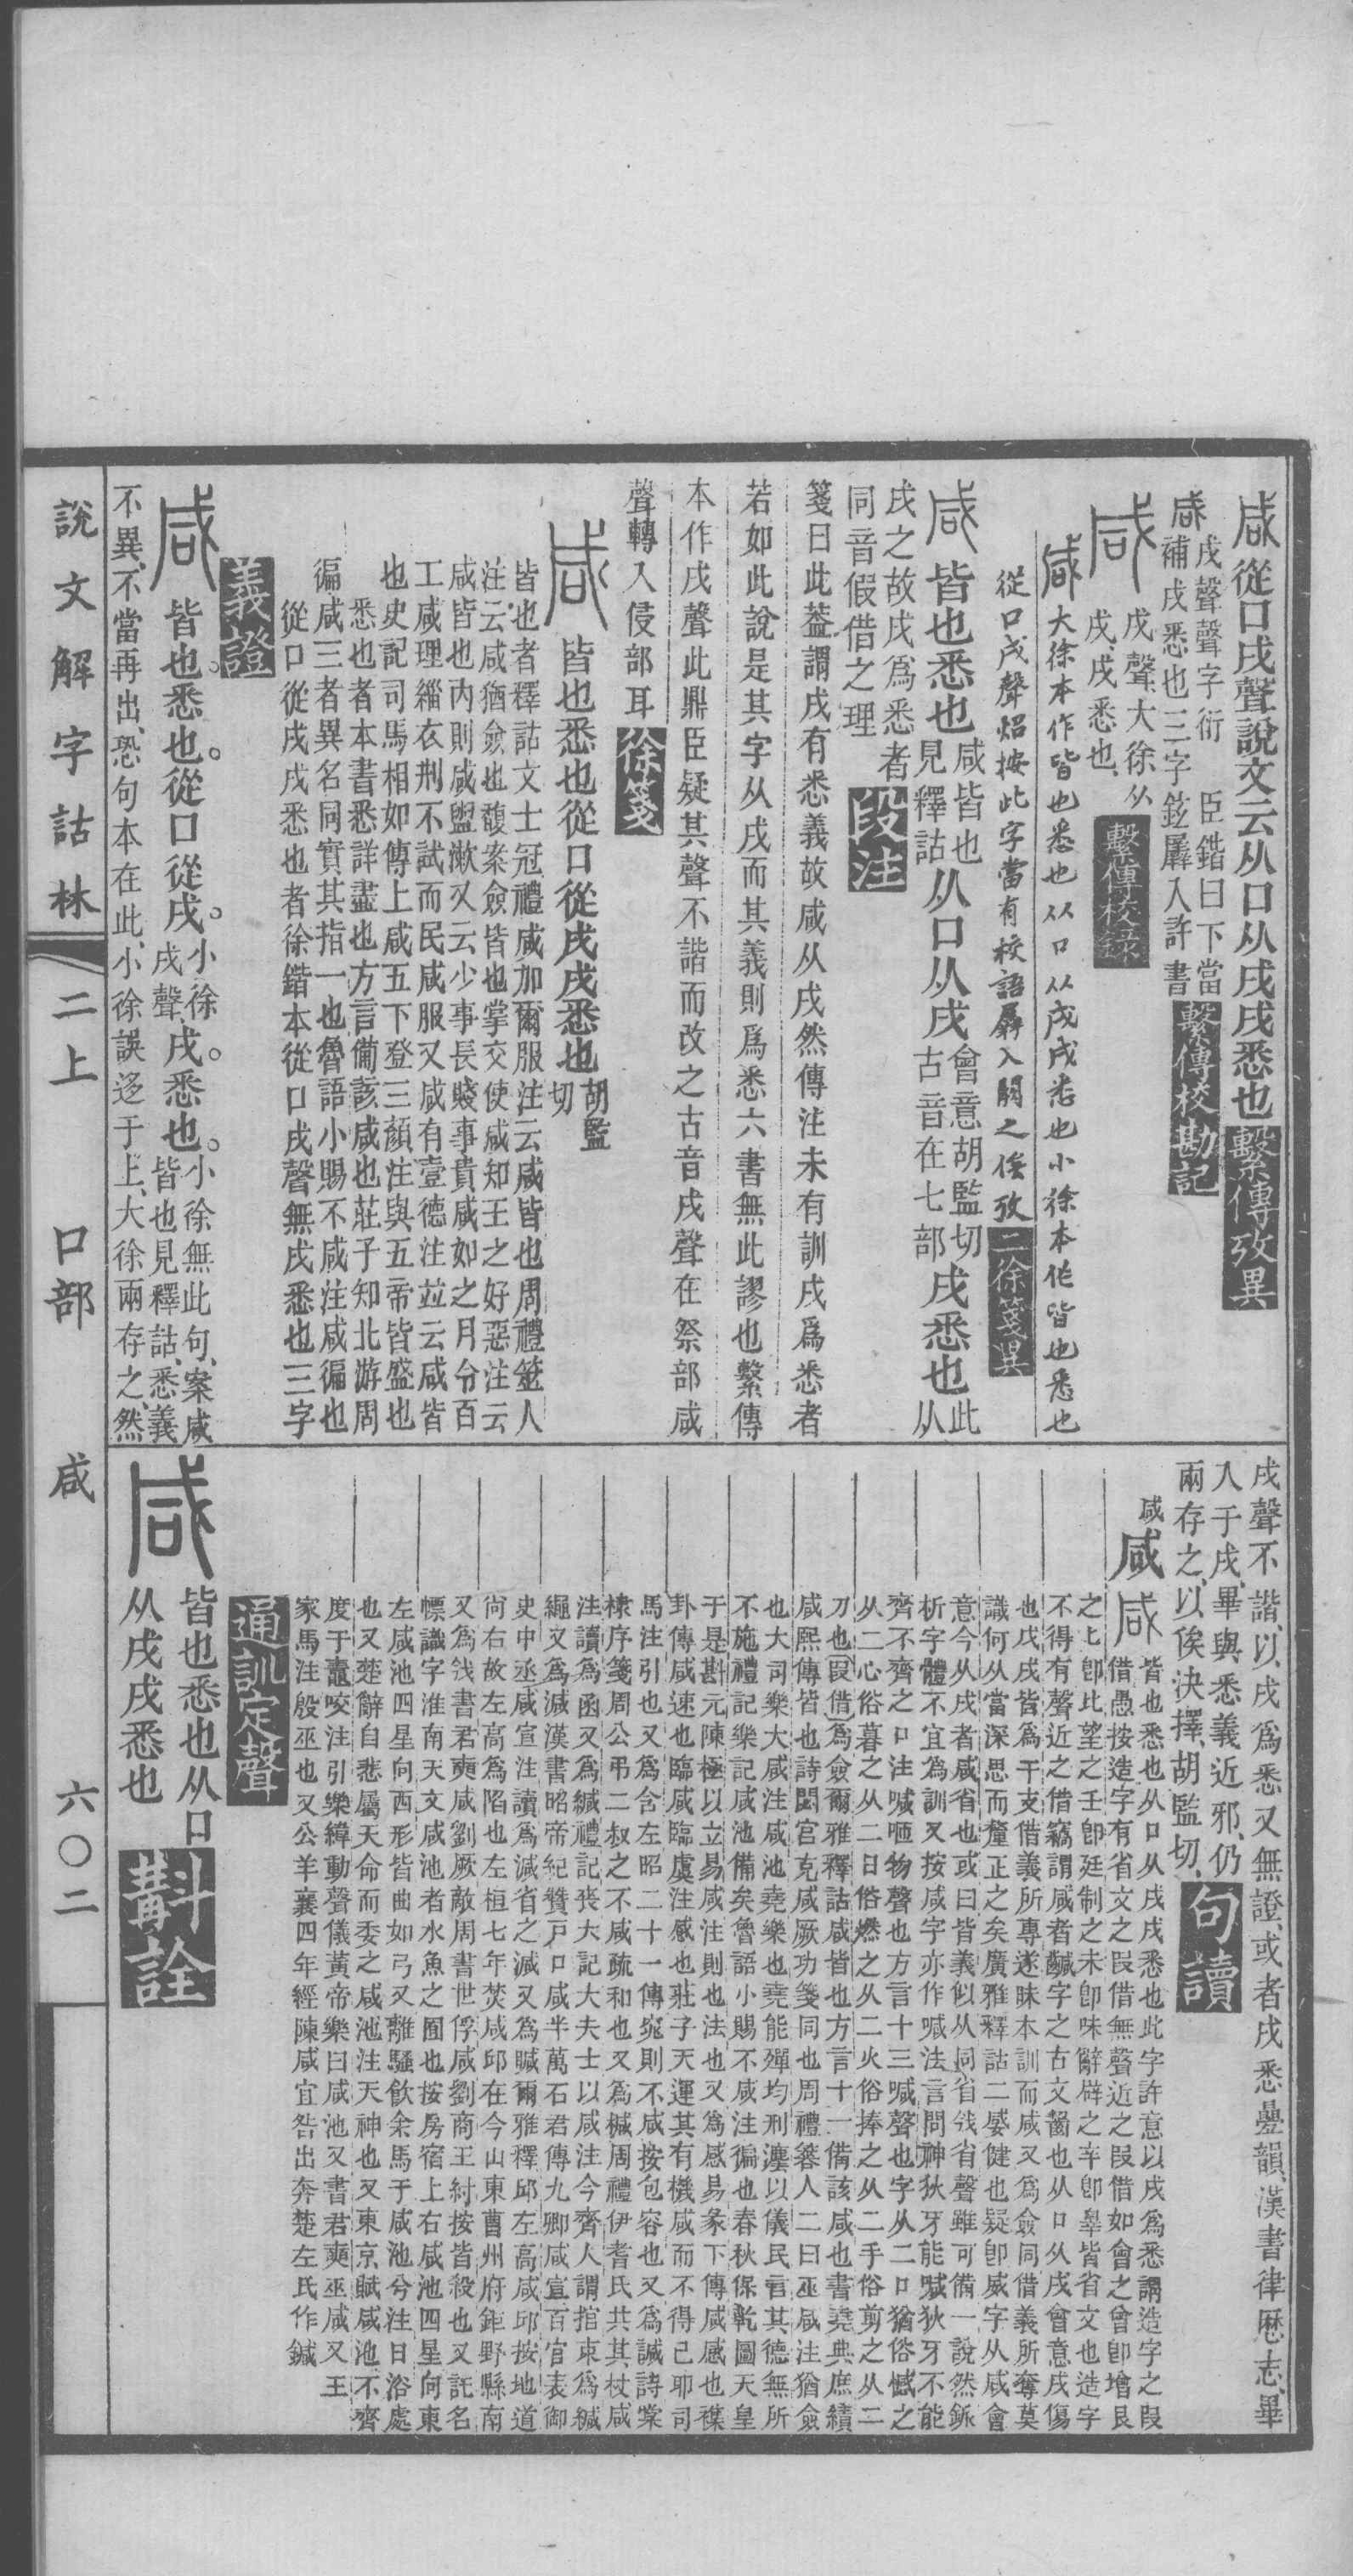 咸從口戌聲說文云从口从戌戌悉也繫傳攷異
咸戌聲聲字衍 臣鍇曰下當
補戌悉也三字鉉羼入許書繫傳校勘記
咸戌聲、大徐从
戌、戌悉也、繫傳校錄
咸大徐本作皆也悉也从口从戌戌悉也小徐本作皆也悉也
從口戌聲炤按此字當有校語羼入闕之俟攷二徐箋異
咸皆也悉也咸皆也
見釋詁从口从戌會意胡監切
古音在七部戌悉也此从
戌之故戌爲悉者
同音假借之理段注
箋曰此葢謂戌有悉義故咸从戌然傳注未有訓戌爲悉者
若如此說是其字从戌而其義則爲悉六書無此謬也繫傳
本作戌聲此鼎臣疑其聲不諧而改之古音戌聲在祭部咸
聲轉入侵部耳徐箋
咸皆也悉也從口從戌戌悉也胡監切
皆也者釋詁文士冠禮咸加爾服注云咸皆也周禮簭人
注云咸猶僉也馥案僉皆也掌交使咸知王之好惡注云
咸皆也內則咸盥漱又云少事長賤事貴咸如之月令百
工咸理緇衣刑不試而民咸服又咸有壹德注竝云咸皆
也史記司馬相如傳上咸五下登三顏注與五帝皆盛也
悉也者本書悉詳盡也方言備該咸也莊子知北游周
徧咸三者異名同實其指一也魯語小賜不咸注咸徧也
從口從戌戌悉也者徐鍇本從口戌聲無戌悉也三字
義證
咸皆也。悉也。從口從戌。小徐
戌聲、戌。悉也。小徐無此句、案咸
皆也見釋詁、悉義
不異、不當再出、恐句本在此、小徐誤迻于上、大徐兩存之、然
戌聲不諧、以戌爲悉又無證、或者戌悉疊韻、漢書律厤志、畢
入于戌、畢與悉義近邪、仍
兩存之、以俟決擇、胡監切、句讀
咸咸咸皆也悉也从口从戌戌悉也此字許意以戌爲悉謂造字之叚
借愚按造字有省文之叚借無聲近之叚借如會之曾卽增艮
之匕卽比望之壬卽廷制之未卽味辭辟之辛卽辠皆省文也造字
不得有聲近之借竊謂咸者鹹字之古文齧也从口从戌會意戌傷
也戊戌皆爲干支借義所專遂昧本訓而咸又爲僉同借義所奪莫
識何从當深思而釐正之矣廣雅釋詁二㛪健也疑卽威字从咸會
意今从戌者咸省也或曰皆義似从同省𢦏省聲雖可備一說然鉃
析字體不宜爲訓又按咸字亦作喊法言問神狄牙能喊狄牙不能
齊不齊之口注喊咂物聲也方言十三喊聲也字从二口猶俗憾之
从二心俗暮之从二日俗燃之从二火俗捧之从二手俗剪之从二
刀也叚借爲僉爾雅釋詁咸皆也方言十一備該咸也書堯典庶績
咸熙傳皆也詩閟宮克咸厥功箋同也周禮簭人二曰巫咸注猶僉
也大司樂大咸注咸池堯樂也堯能殫均刑灋以儀民言其德無所
不施禮記樂記咸池備矣魯語小賜不咸注徧也春秋保乾圖天皇
于是斟元陳極以立易咸注則也法也又爲感易彖下傳咸感也襍
卦傳咸速也臨咸臨虞注感也莊子天運其有機咸而不得已耶司
馬注引也又爲含左昭二十一傳窕則不咸按包容也又爲諴詩棠
棣序箋周公弔二叔之不咸疏和也又爲椷周禮伊耆氏共其杖咸
注讀爲函又爲緘禮記喪大記大夫士以咸注今齊人謂棺束爲緘
繩又爲減漢書昭帝紀贊戶口咸半萬石君傳九卿咸宣百官表御
史中丞咸宣注讀爲減省之減又爲𪒠爾雅釋邱左高咸邱按地道
尙右故左高爲陷也左桓七年焚咸邱在今山東曹州府鉅野縣南
又爲𢦏書君奭咸劉厥敵周書世俘咸劉商王紂按皆殺也又託名
幖識字淮南天文咸池者水魚之囿也按房宿上右咸池四星向東
左咸池四星向西形皆曲如弓又離騷飮余馬于咸池兮注日浴處
也又楚辭自悲屬天命而委之咸池注天神也又東京賦咸池不齊
度于䵷咬注引樂緯動聲儀黃帝樂曰咸池又書君奭巫咸又王
家馬注殷巫也又公羊襄四年經陳咸宜咎出奔楚左氏作鍼
通訓定聲
咸皆也悉也从口
从戌戌悉也斠詮
說文解字詁林 二上 口部 咸 六〇二